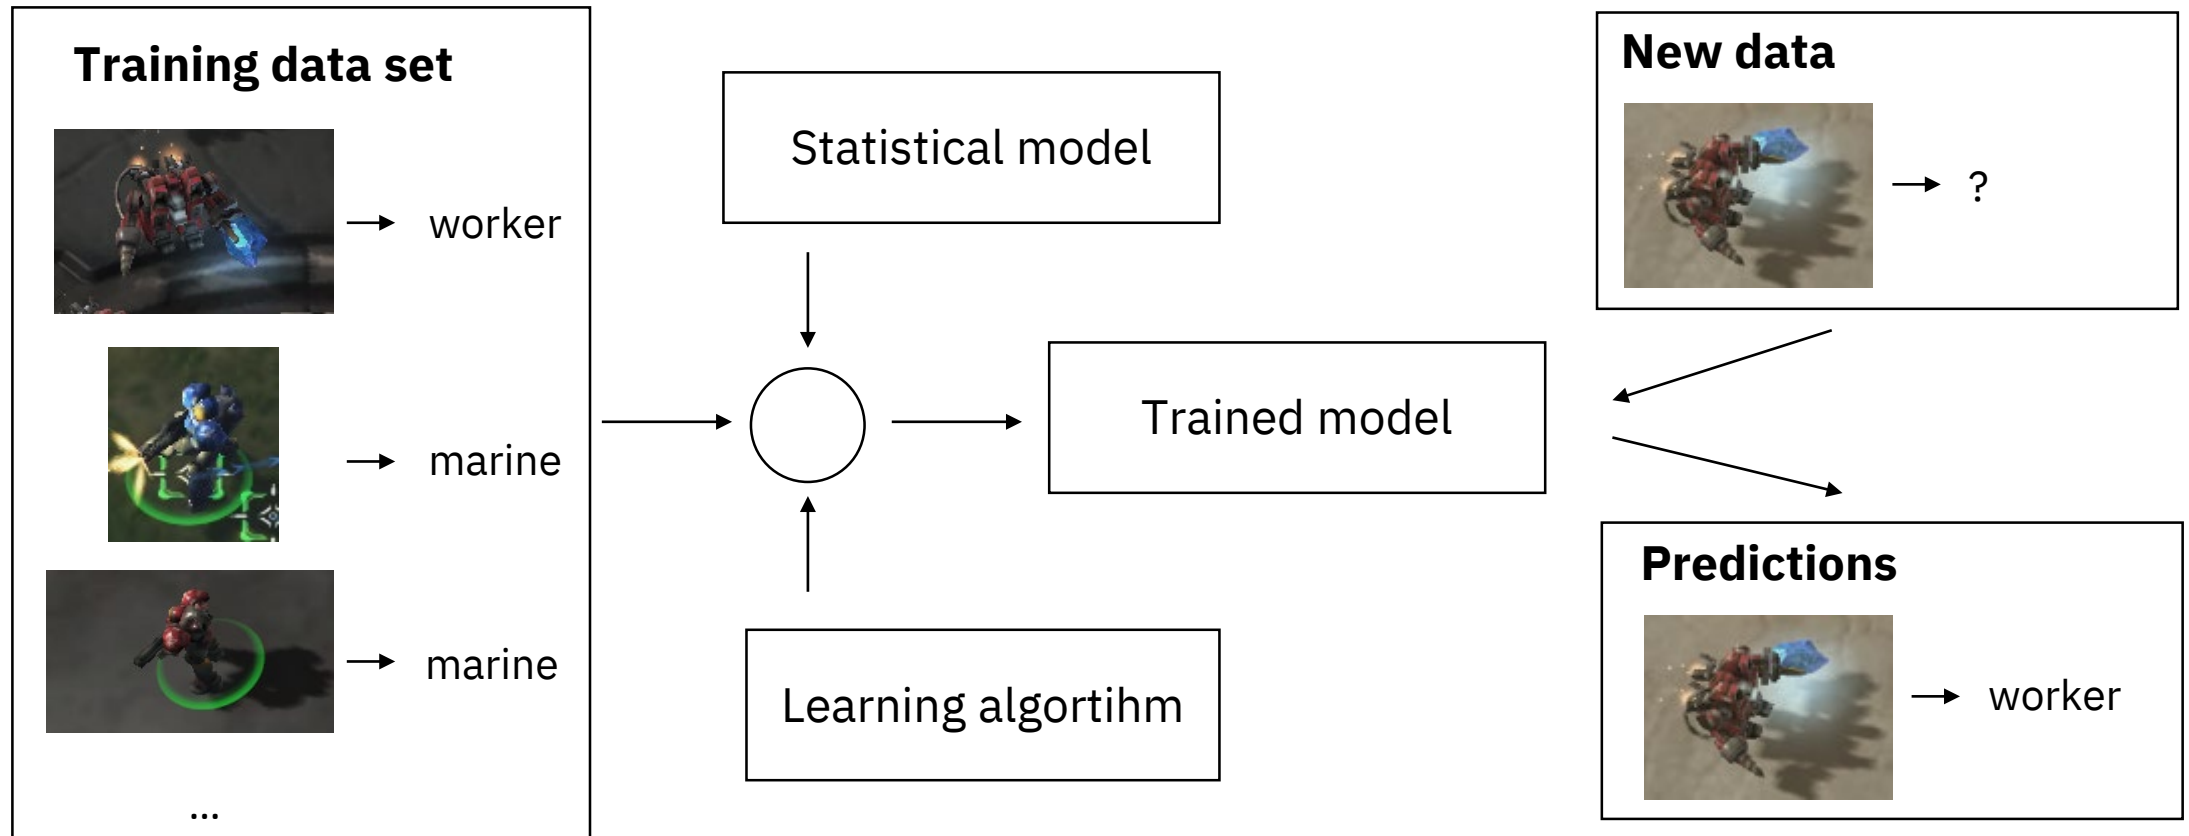 Training data set
worker
marine
marine
...
Statistical model
Trained model
Learning algortihm
New data
?
Predictions
worker